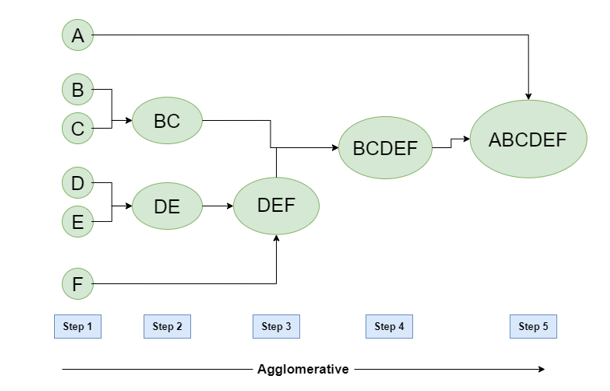 A
B
C
BC
D
E
DE
DEF
F
BCDEF
ABCDEF
Step 1
Step 2
Step 3
Step 4
Step 5
Agglomerative